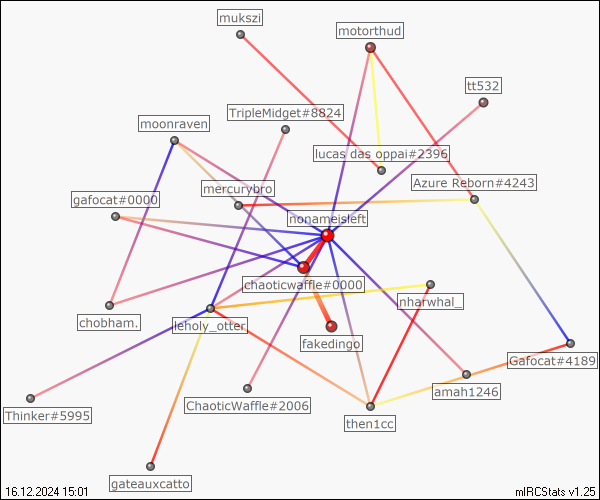 mukszi
motorthud
tt532
TripleMidget#8824
moonraven
lucas das oppai#2396
Azure Reborn#4243
mercurybro
gafocat#0000
nonameisleft
chaoticwaffle#0000
nharwhal_
chobham.
leholy_otter
fakedingo
Gafocat#4189
amah1246
ChaoticWaffle#2006
Thinker#5995
then1cc
gateauxcatto
16.12.2024 15:01
mIRCStats v1.25